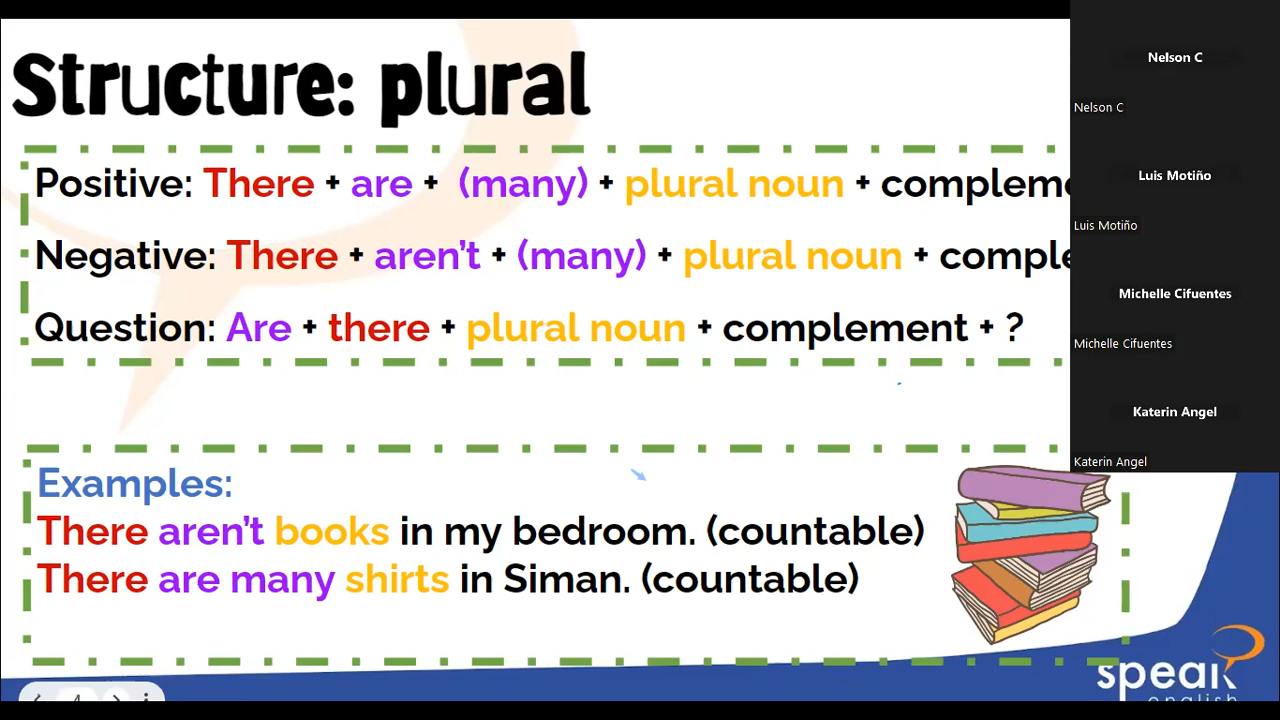 Structure: plural
Positive: There + are + (many) + plural noun + compleme
Negative: There + aren't + (many) + plural noun + comple
Question: Are + there + plural noun + complement + ?
Examples:
There aren't books in my bedroom. (countable)
There are many shirts in Siman. (countable)
Nelson C
Nelson C
Luis Motiño
Luis Motiño
Michelle Cifuentes
Michelle Cifuentes
Katerin Angel
Katerin Angel
speak
english
4